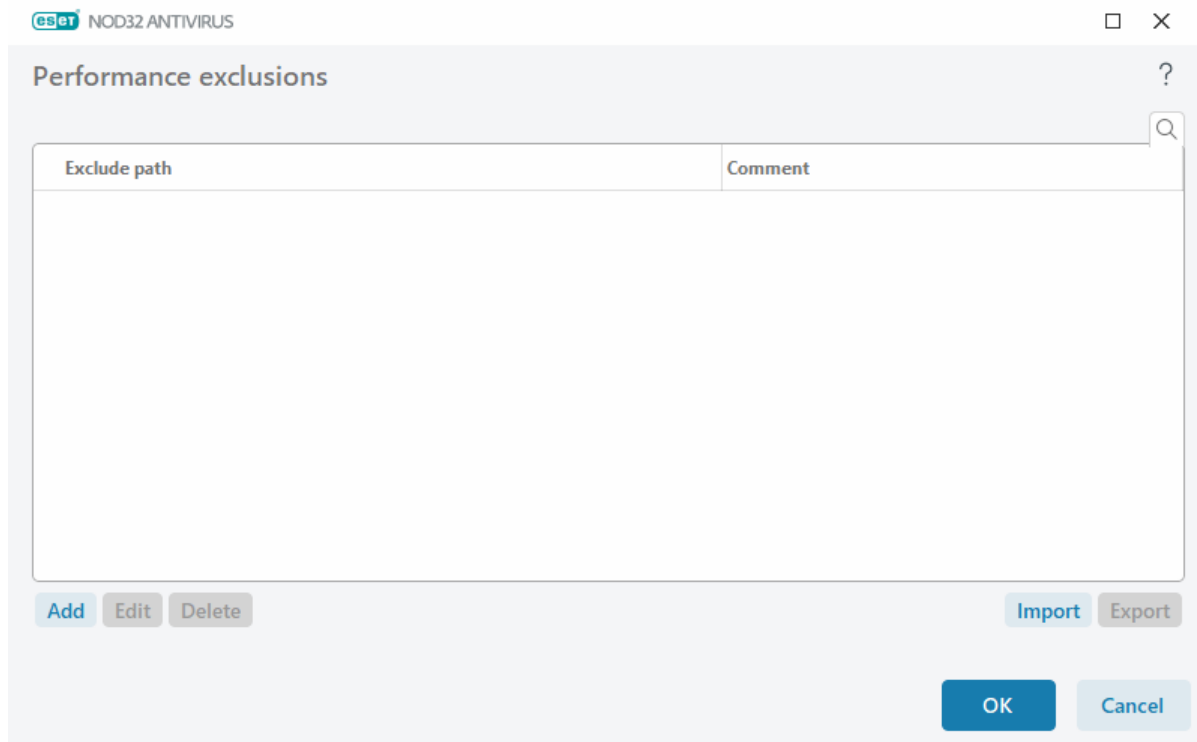 eseT NOD32 ANTIVIRUS
Performance exclusions
?
Exclude path Comment
Add Edit Delete Import Export
OK Cancel